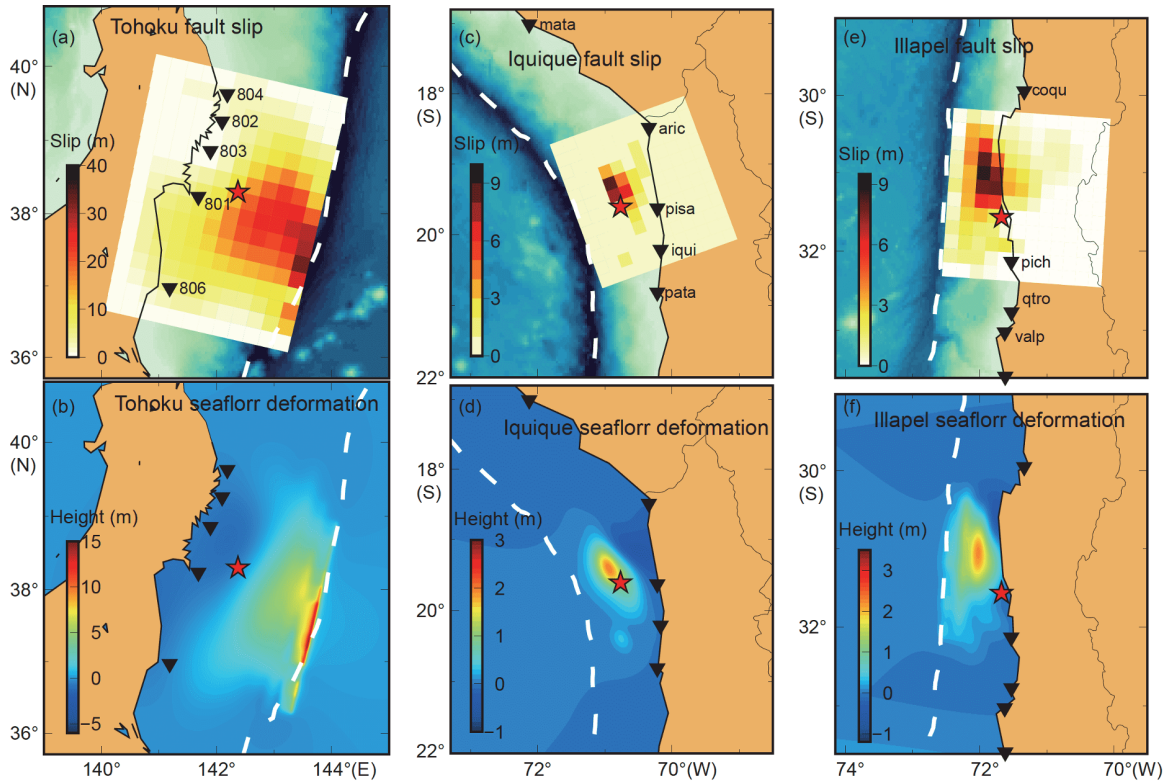 (a)
Tohoku fault slip
40°
(N)
38°
36°
Slip (m)
40
30
20
10
0
804
802
803
801
806
(c)
Iquique fault slip
mata
18°
(S)
20°
22°
Slip (m)
9
6
3
0
aric
pisa
iqui
pata
(e)
Illapel fault slip
30°
(S)
32°
Slip (m)
9
6
3
0
coqu
pich
qtro
valp
(b)
Tohoku seaflorr deformation
40°
(N)
38°
36°
Height (m)
15
10
5
0
−5
140°
142°
144°(E)
(d)
Iquique seaflorr deformation
18°
(S)
20°
22°
Height (m)
3
2
1
0
−1
72°
70°(W)
(f)
Illapel seaflorr deformation
30°
(S)
32°
Height (m)
3
2
1
0
−1
74°
72°
70°(W)